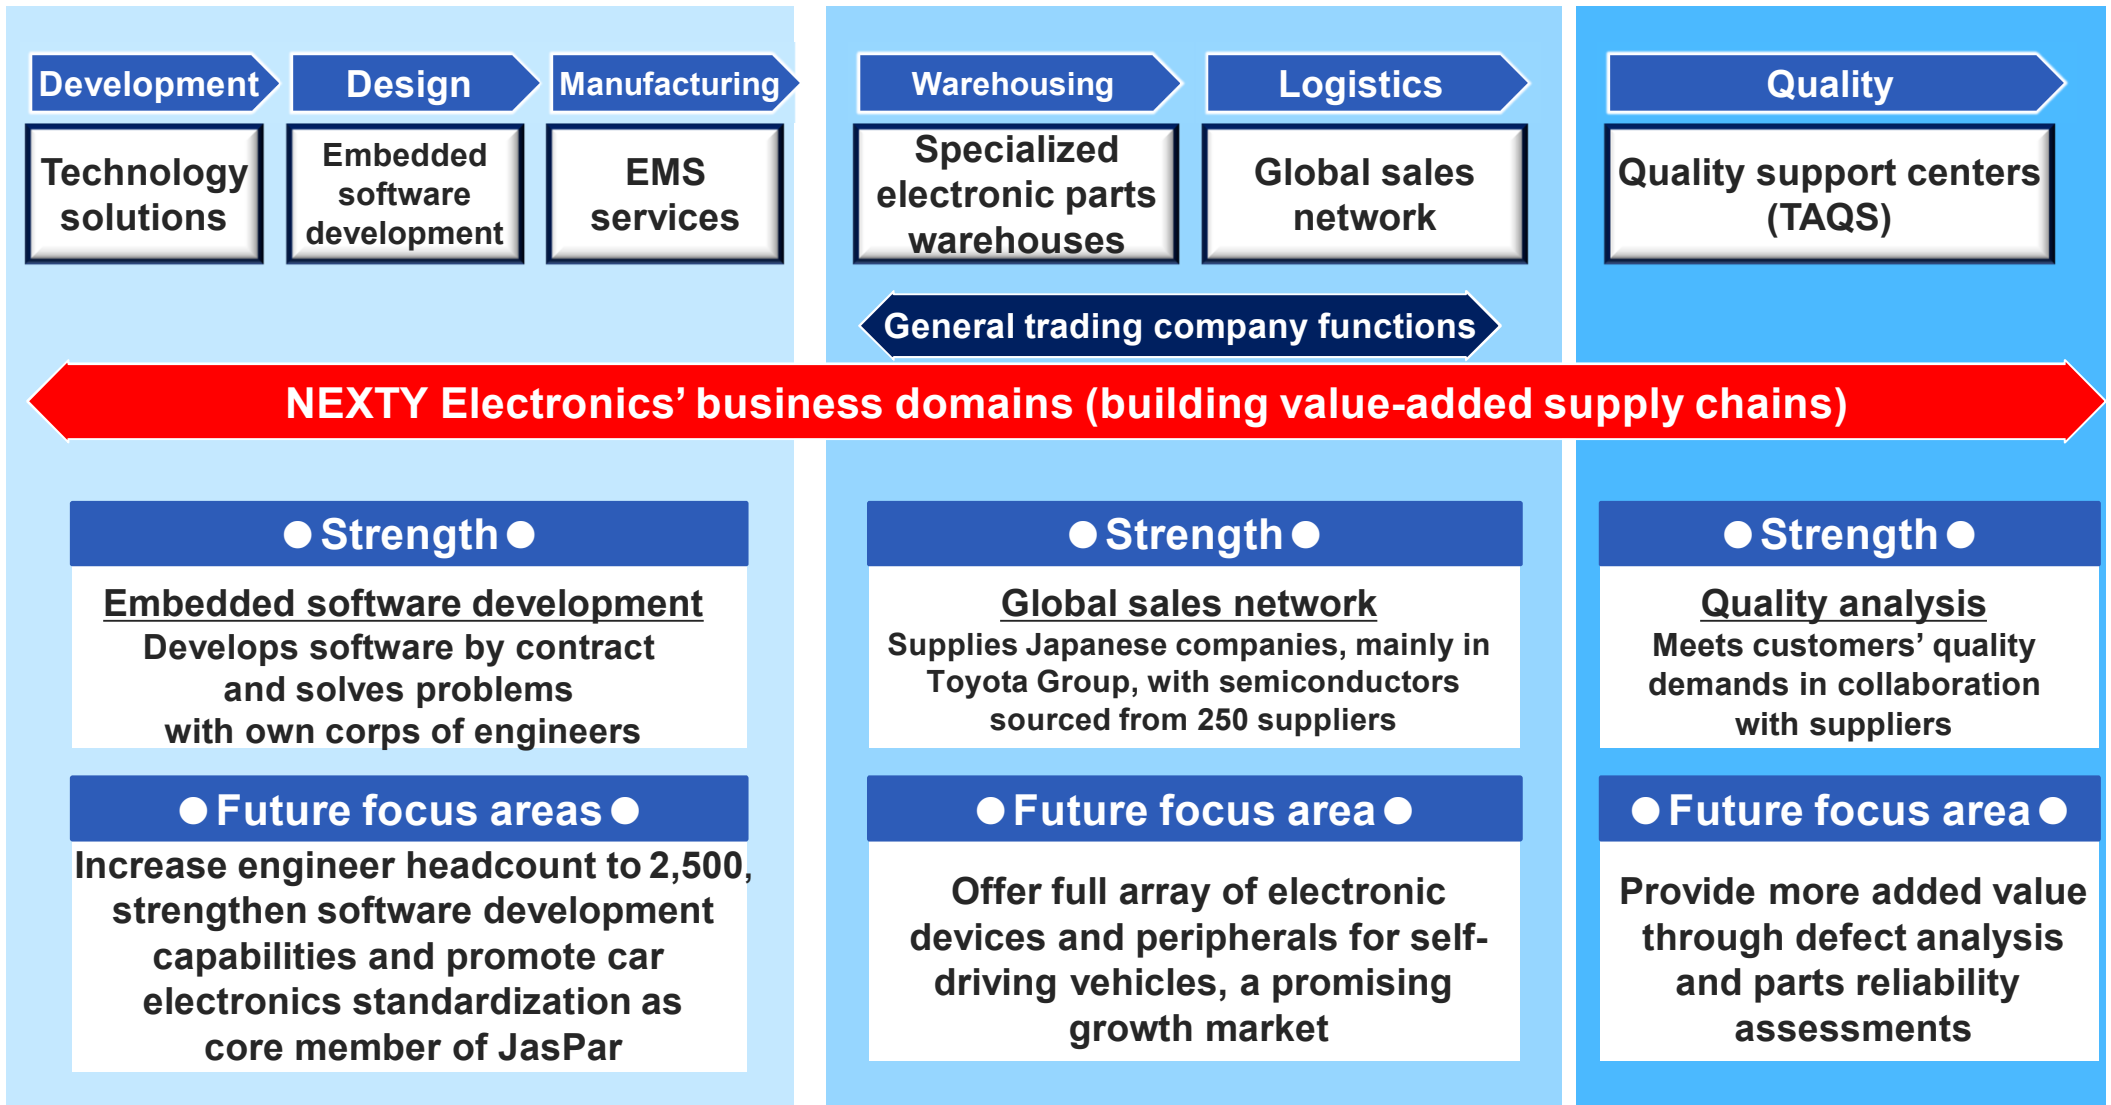 Development
Design
Manufacturing
Warehousing
Logistics
Quality
Technology
solutions
Embedded
software
development
EMS
services
Specialized
electronic parts
warehouses
Global sales
network
Quality support centers
(TAQS)
General trading company functions
NEXTY Electronics’ business domains (building value-added supply chains)
● Strength ●
Embedded software development
Develops software by contract
and solves problems
with own corps of engineers
● Future focus areas ●
Increase engineer headcount to 2,500,
strengthen software development
capabilities and promote car
electronics standardization as
core member of JasPar
● Strength ●
Global sales network
Supplies Japanese companies, mainly in
Toyota Group, with semiconductors
sourced from 250 suppliers
● Future focus area ●
Offer full array of electronic
devices and peripherals for self-
driving vehicles, a promising
growth market
● Strength ●
Quality analysis
Meets customers’ quality
demands in collaboration
with suppliers
● Future focus area ●
Provide more added value
through defect analysis
and parts reliability
assessments